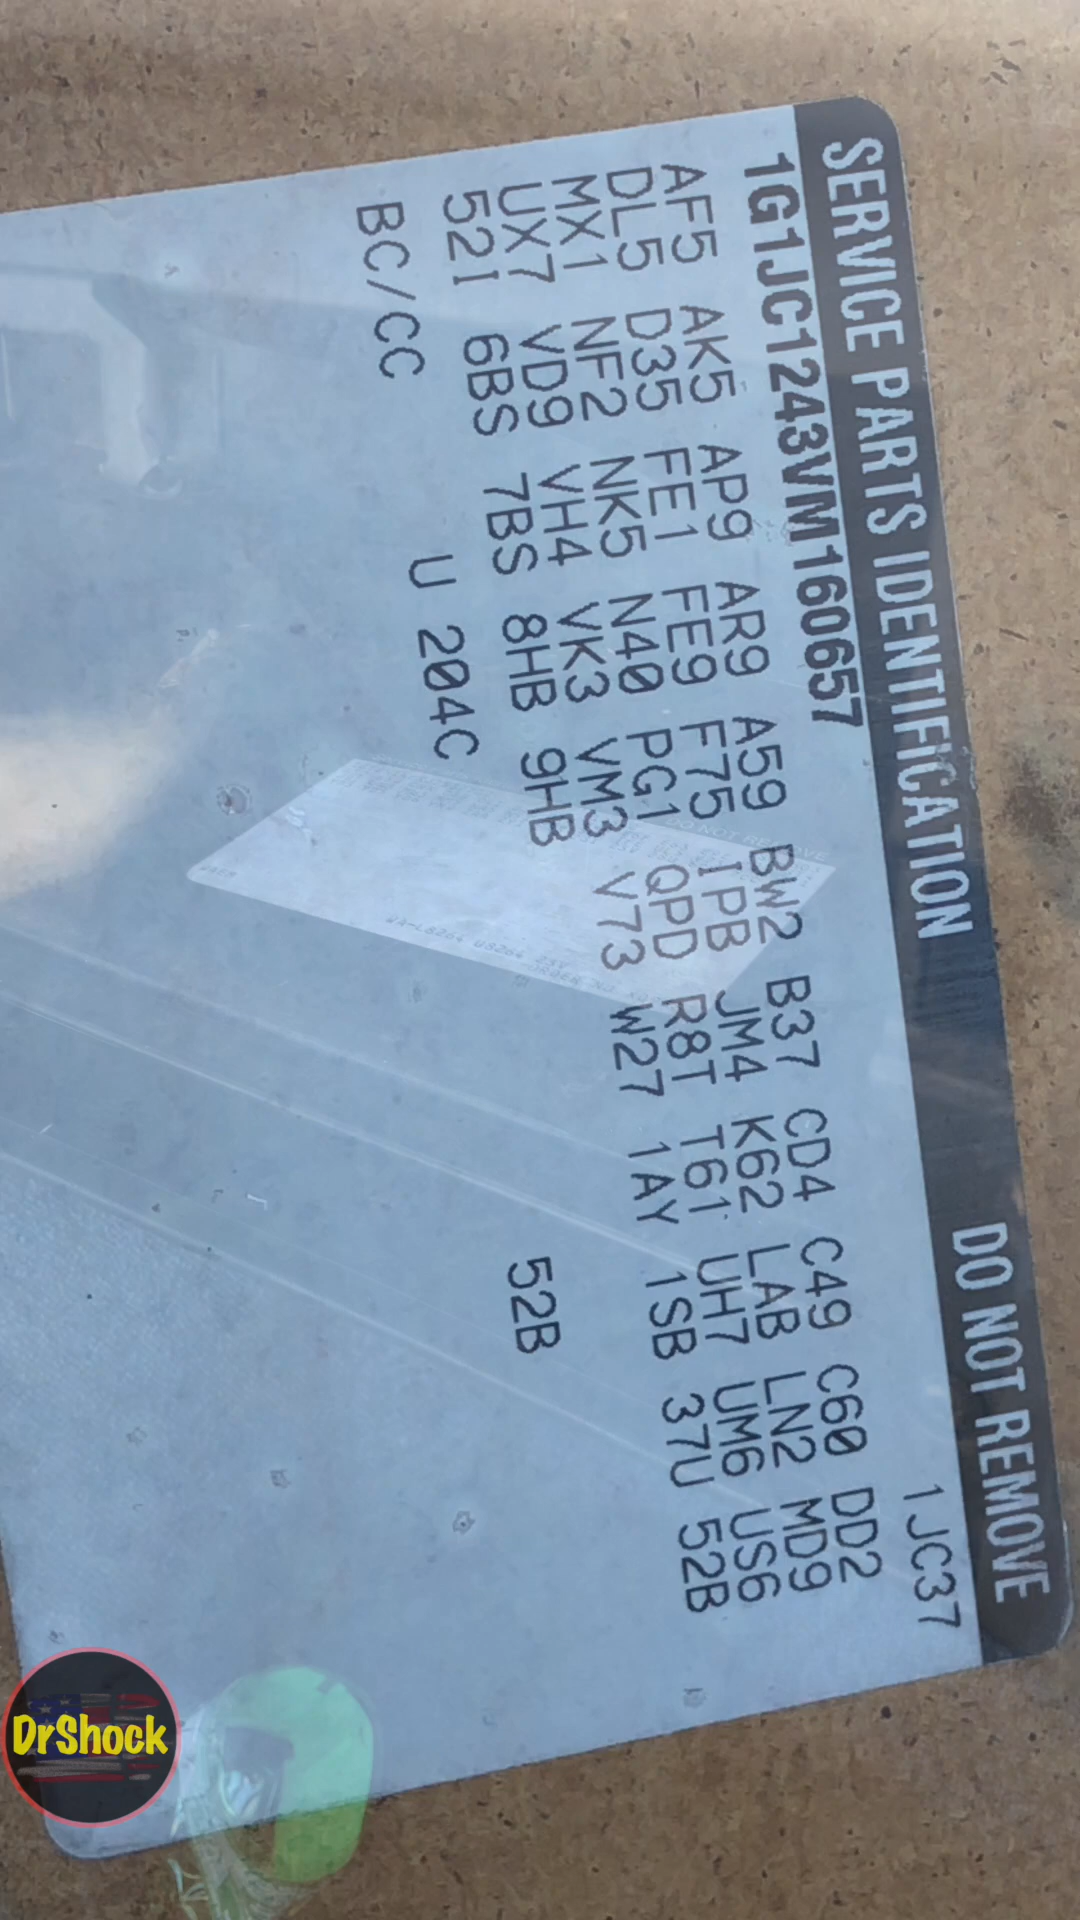 SERVICE PARTS IDENTIFICATION DO NOT REMOVE
1G1JC1243VM160657 1JC37
AF5 AK5 AP9 AR9 A59 BW2 B37 CD4 C49 C60 DD2
DL5 D35 FE1 FE9 F75 IPB JM4 K62 LAB LN2 MD9
MX1 NF2 NK5 N40 PG1 QPD R8T T61 UH7 UM6 US6
UX7 VD9 VH4 VK3 VM3 V73 W27 1AY 1SB 37U 52B
52I 6BS 7BS 8HB 9HB 52B
BC/CC U 204C
DrShock